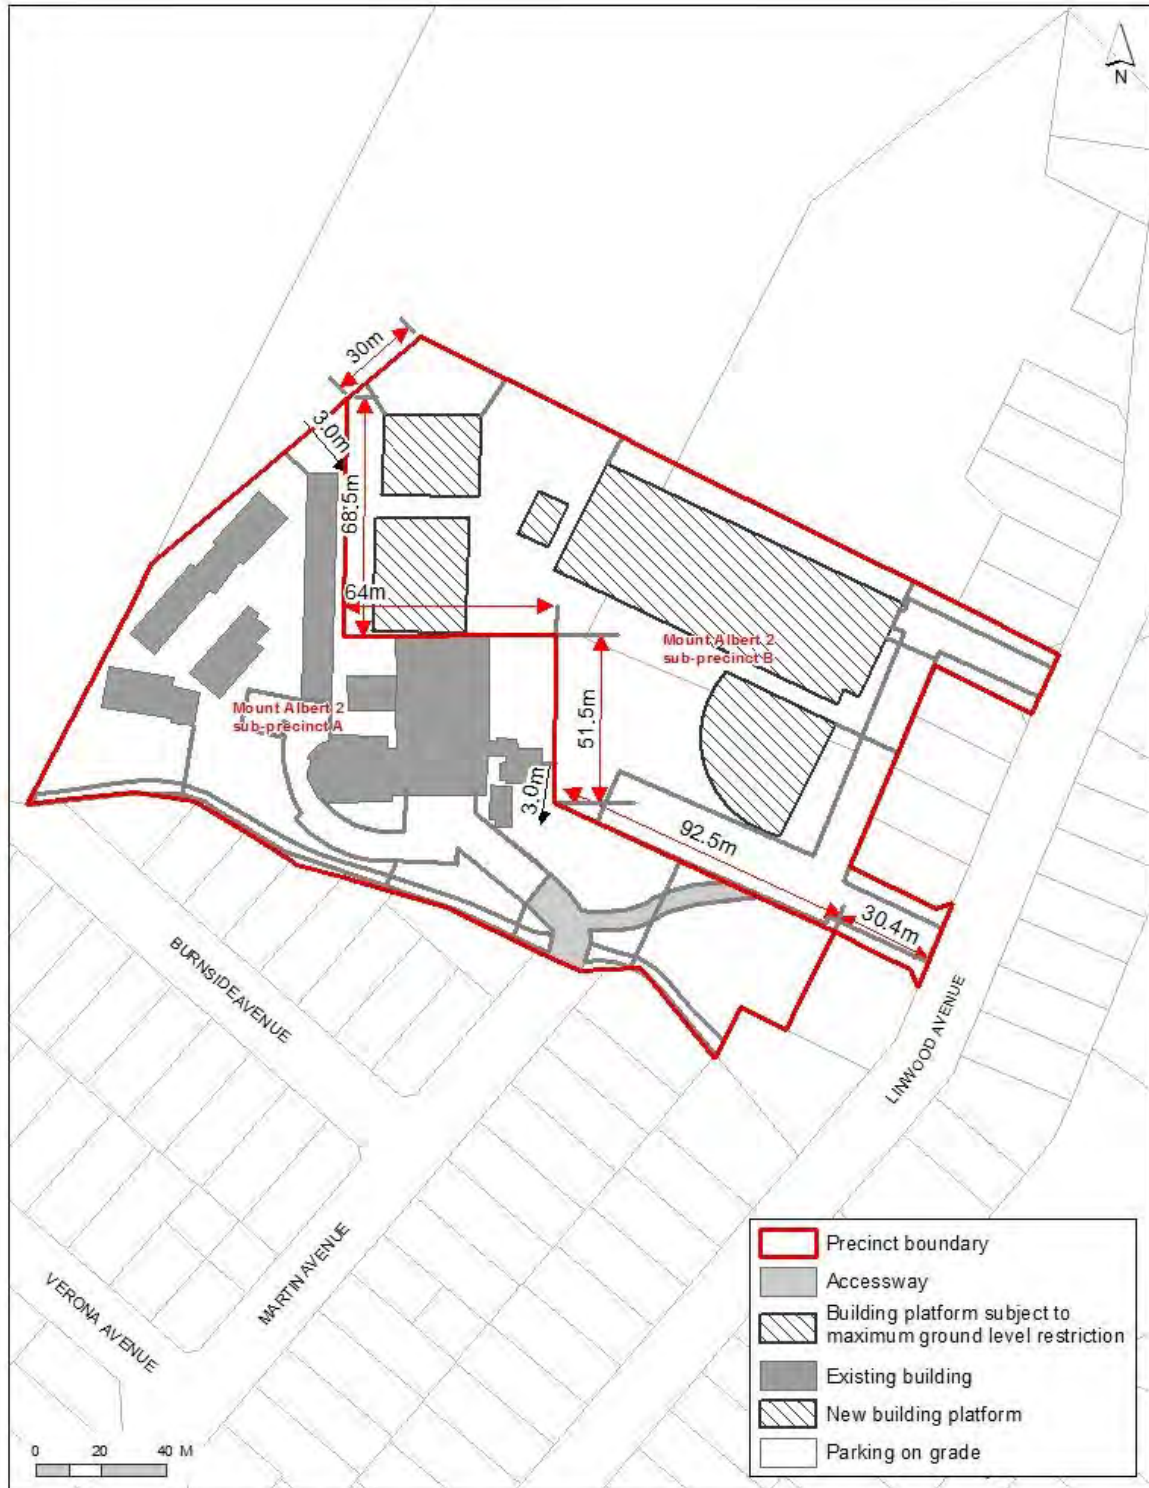 N
30m
3.0m
68.5m
64m
Mount Albert 2
sub-precinct B
Mount Albert 2
sub-precinct A
51.5m
3.0m
92.5m
30.4m
BURNSIDE AVENUE
LINWOOD AVENUE
MARTIN AVENUE
VERONA AVENUE
Precinct boundary
Accessway
Building platform subject to
maximum ground level restriction
Existing building
New building platform
Parking on grade
0 20 40 M